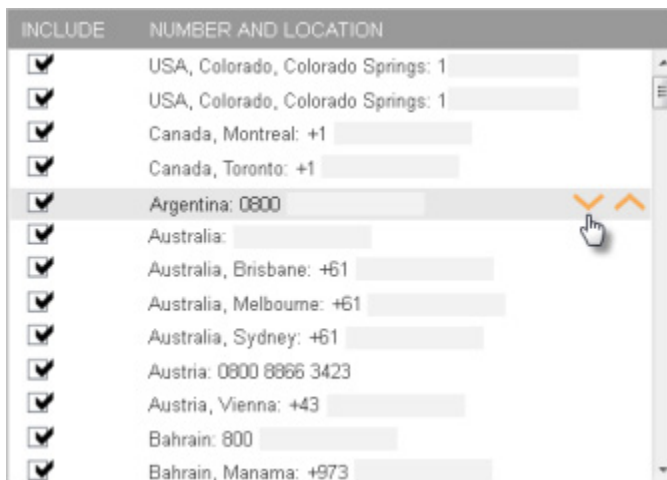 INCLUDE NUMBER AND LOCATION
USA, Colorado, Colorado Springs: 1
USA, Colorado, Colorado Springs: 1
Canada, Montreal: +1
Canada, Toronto: +1
Argentina: 0800
Australia:
Australia, Brisbane: +61
Australia, Melbourne: +61
Australia, Sydney: +61
Austria: 0800 8866 3423
Austria, Vienna: +43
Bahrain: 800
Bahrain, Manama: +973